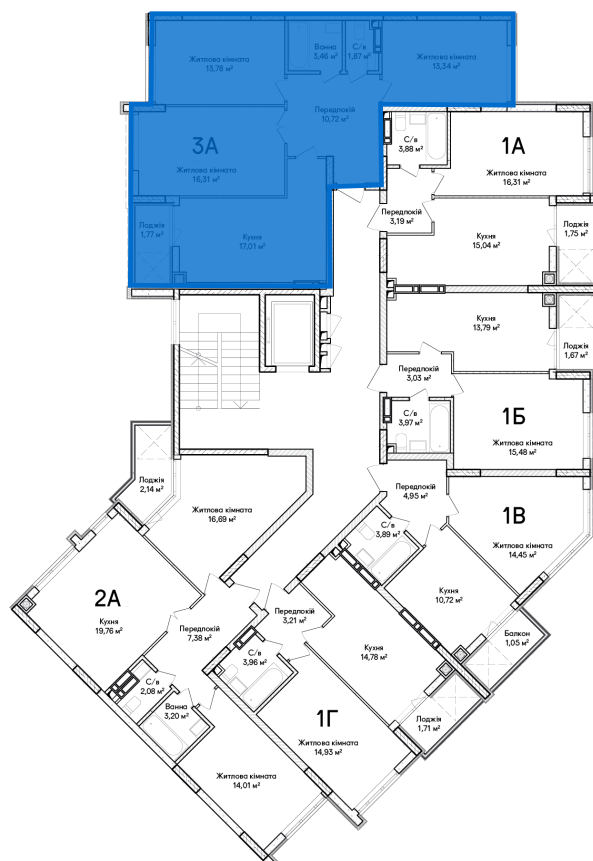 Житлова кімната
13,78 м²
Ванна
3,46 м²
С/в
1,87 м²
Житлова кімната
13,34 м²
Передпокій
10,72 м²
3А
Житлова кімната
16,31 м²
Лоджія
1,77 м²
Кухня
17,01 м²
С/в
3,88 м²
1А
Житлова кімната
16,31 м²
Передпокій
3,19 м²
Кухня
15,04 м²
Лоджія
1,75 м²
Кухня
13,79 м²
Лоджія
1,67 м²
Передпокій
3,03 м²
С/в
3,97 м²
1Б
Житлова кімната
15,48 м²
Лоджія
2,14 м²
Житлова кімната
16,69 м²
Передпокій
4,95 м²
1В
С/в
3,89 м²
Житлова кімната
14,45 м²
2А
Кухня
19,76 м²
Кухня
10,72 м²
Передпокій
3,21 м²
Передпокій
7,38 м²
Балкон
1,05 м²
Кухня
14,78 м²
С/в
3,96 м²
С/в
2,08 м²
Ванна
3,20 м²
1Г
Лоджія
1,71 м²
Житлова кімната
14,93 м²
Житлова кімната
14,01 м²